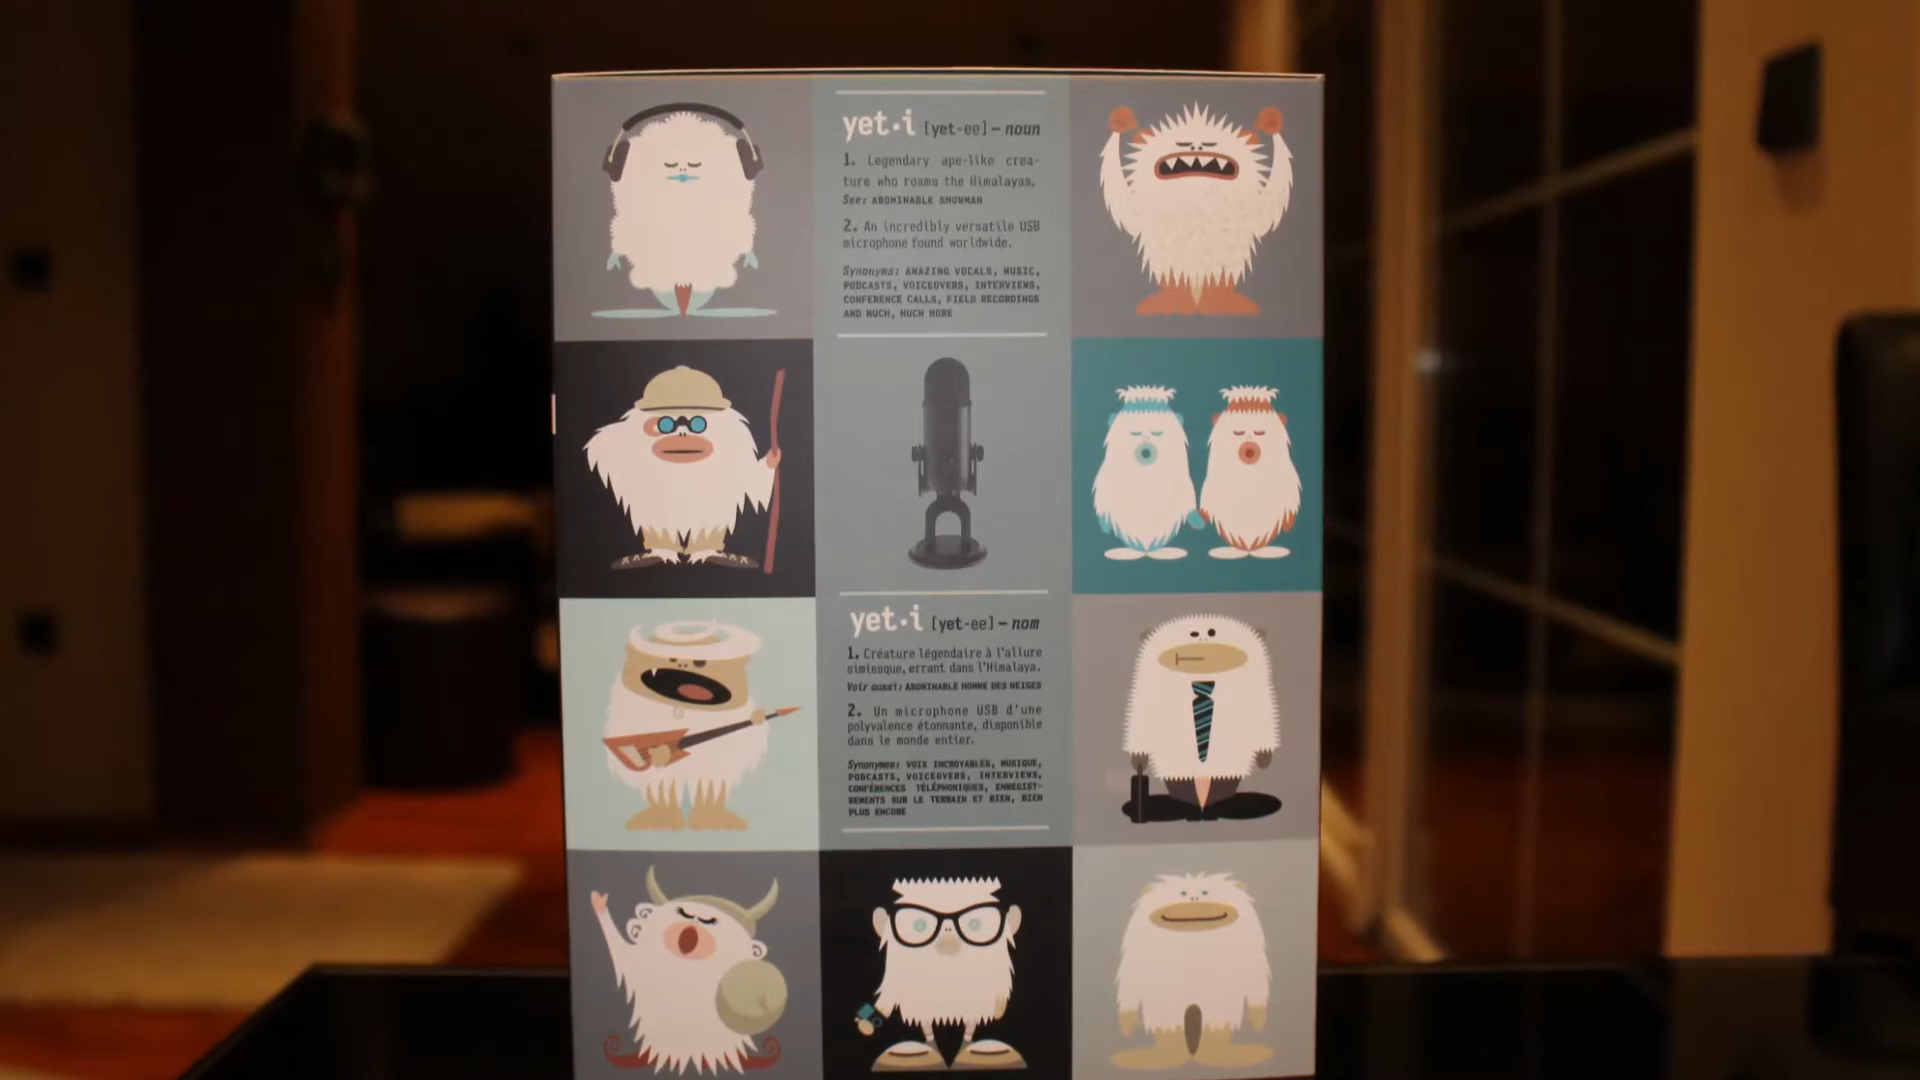 yet•i [yet-ee] – noun
1. Legendary ape-like crea-
ture who roams the Himalayas.
See: ABOMINABLE SNOWMAN
2. An incredibly versatile USB
microphone found worldwide.
Synonyms: AMAZING VOCALS, MUSIC,
PODCASTS, VOICEOVERS, INTERVIEWS,
CONFERENCE CALLS, FIELD RECORDINGS
AND MUCH, MUCH MORE
yet•i [yet-ee] – nom
1. Créature légendaire à l'allure
simiesque, errant dans l'Himalaya.
Voir aussi: ABOMINABLE HOMME DES NEIGES
2. Un microphone USB d'une
polyvalence étonnante, disponible
dans le monde entier.
Synonymes: VOIX INCROYABLES, MUSIQUE,
PODCASTS, VOICEOVERS, INTERVIEWS,
CONFÉRENCES TÉLÉPHONIQUES, ENREGIST-
REMENTS SUR LE TERRAIN ET BIEN, BIEN
PLUS ENCORE